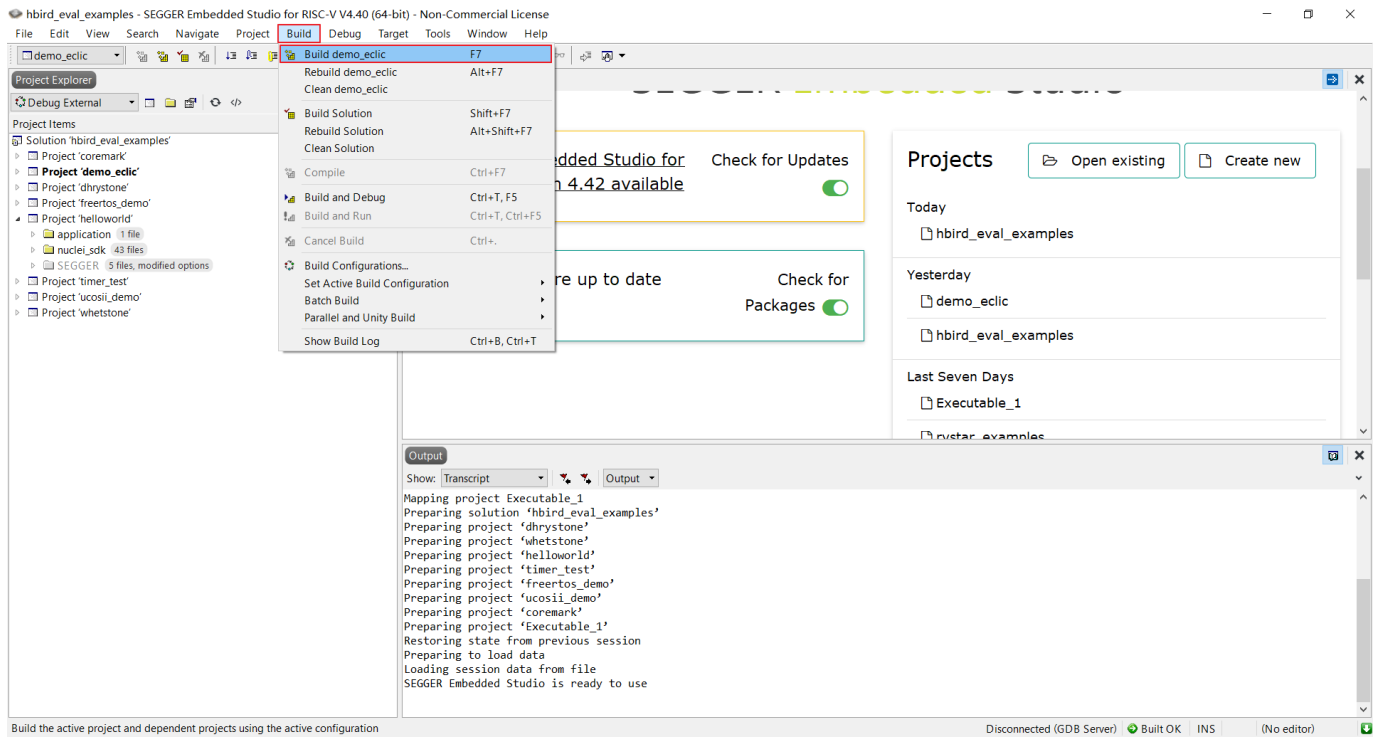 hbird_eval_examples - SEGGER Embedded Studio for RISC-V V4.40 (64-bit) - Non-Commercial License
File Edit View Search Navigate Project Build Debug Target Tools Window Help
demo_eclic
Build demo_eclic F7
Rebuild demo_eclic Alt+F7
Clean demo_eclic
Build Solution Shift+F7
Rebuild Solution Alt+Shift+F7
Clean Solution
Compile Ctrl+F7
Build and Debug Ctrl+T, F5
Build and Run Ctrl+T, Ctrl+F5
Cancel Build Ctrl+.
Build Configurations...
Set Active Build Configuration
Batch Build
Parallel and Unity Build
Show Build Log Ctrl+B, Ctrl+T
Project Explorer
Debug External
Project Items
Solution 'hbird_eval_examples'
Project 'coremark'
Project 'demo_eclic'
Project 'dhrystone'
Project 'freertos_demo'
Project 'helloworld'
application 1 file
nuclei_sdk 43 files
SEGGER 5 files, modified options
Project 'timer_test'
Project 'ucosii_demo'
Project 'whetstone'
SEGGER Embedded Studio
edded Studio for
4.42 available
Check for Updates
re up to date
Check for
Packages
Projects
Open existing
Create new
Today
hbird_eval_examples
Yesterday
demo_eclic
hbird_eval_examples
Last Seven Days
Executable_1
rvstar_examples
Output
Show: Transcript Output
Mapping project Executable_1
Preparing solution ‘hbird_eval_examples’
Preparing project ‘dhrystone’
Preparing project ‘whetstone’
Preparing project ‘helloworld’
Preparing project ‘timer_test’
Preparing project ‘freertos_demo’
Preparing project ‘ucosii_demo’
Preparing project ‘coremark’
Preparing project ‘Executable_1’
Restoring state from previous session
Preparing to load data
Loading session data from file
SEGGER Embedded Studio is ready to use
Build the active project and dependent projects using the active configuration
Disconnected (GDB Server) Built OK INS (No editor)